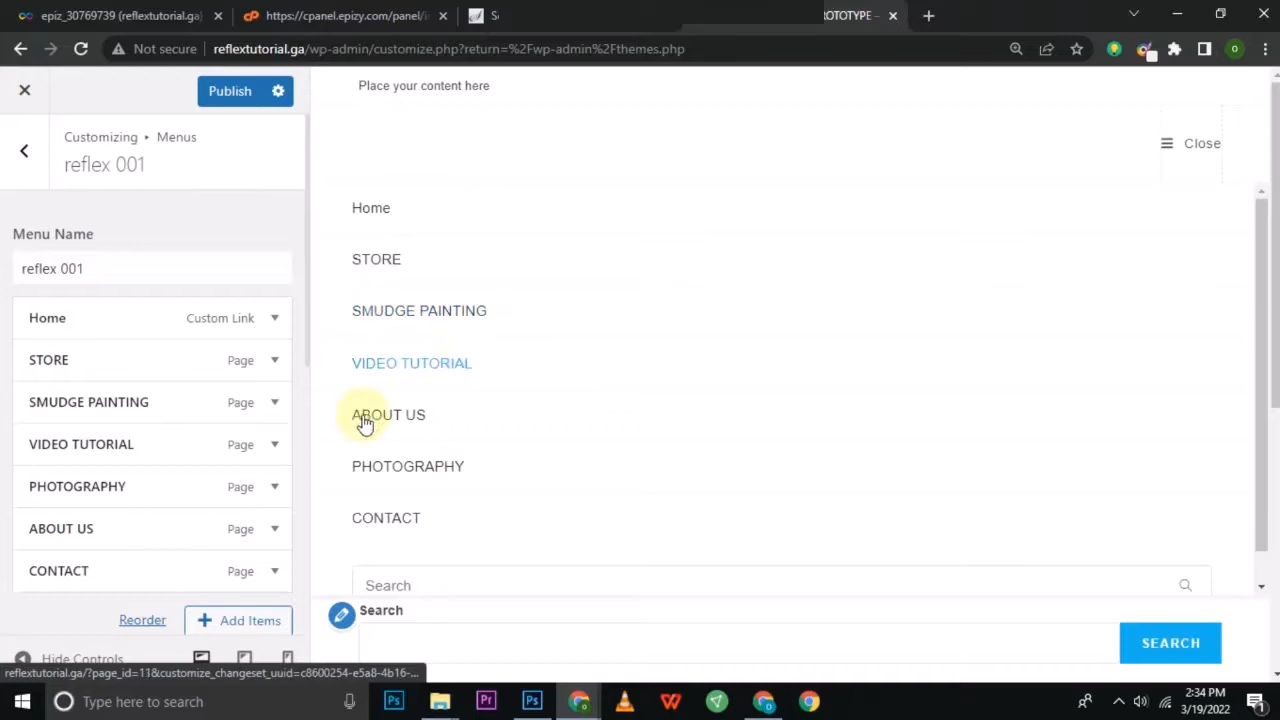 epiz_30769739 (reflextutorial.ga)
https://cpanel.epizy.com/panel/i
ROTOTYPE –
Not secure
reflextutorial.ga/wp-admin/customize.php?return=%2Fwp-admin%2Fthemes.php
Publish
Customizing ▸ Menus
reflex 001
Menu Name
reflex 001
Home Custom Link
STORE Page
SMUDGE PAINTING Page
VIDEO TUTORIAL Page
PHOTOGRAPHY Page
ABOUT US Page
CONTACT Page
Reorder
+ Add Items
Hide Controls
Place your content here
Close
Home
STORE
SMUDGE PAINTING
VIDEO TUTORIAL
ABOUT US
PHOTOGRAPHY
CONTACT
Search
Search
SEARCH
reflextutorial.ga/?page_id=11&customize_changeset_uuid=c8600254-e5a8-4b16-...
Type here to search
2:34 PM
3/19/2022